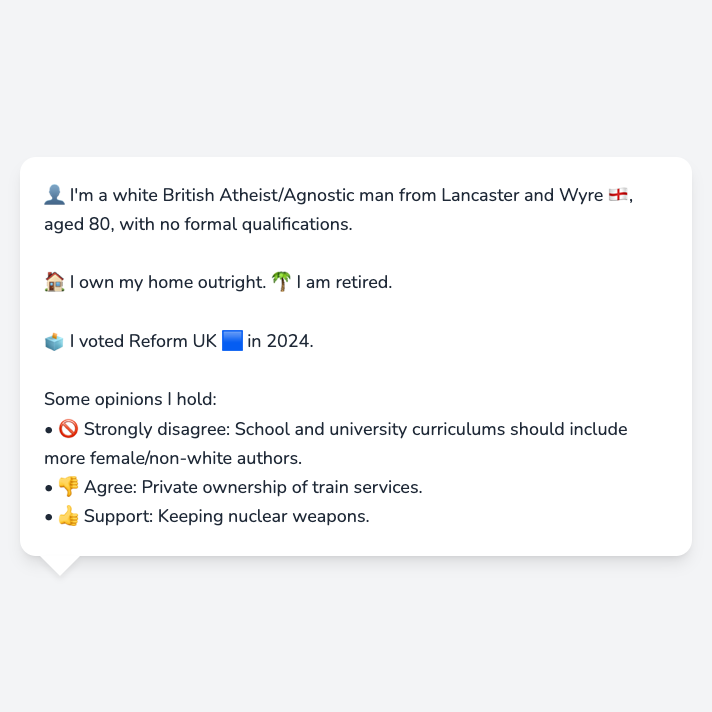 👤 I'm a white British Atheist/Agnostic man from Lancaster and Wyre 🏴󠁧󠁢󠁥󠁮󠁧󠁿,
aged 80, with no formal qualifications.
🏠 I own my home outright. 🌴 I am retired.
🗳️ I voted Reform UK 🟦 in 2024.
Some opinions I hold:
• 🚫 Strongly disagree: School and university curriculums should include
more female/non-white authors.
• 👎 Agree: Private ownership of train services.
• 👍 Support: Keeping nuclear weapons.